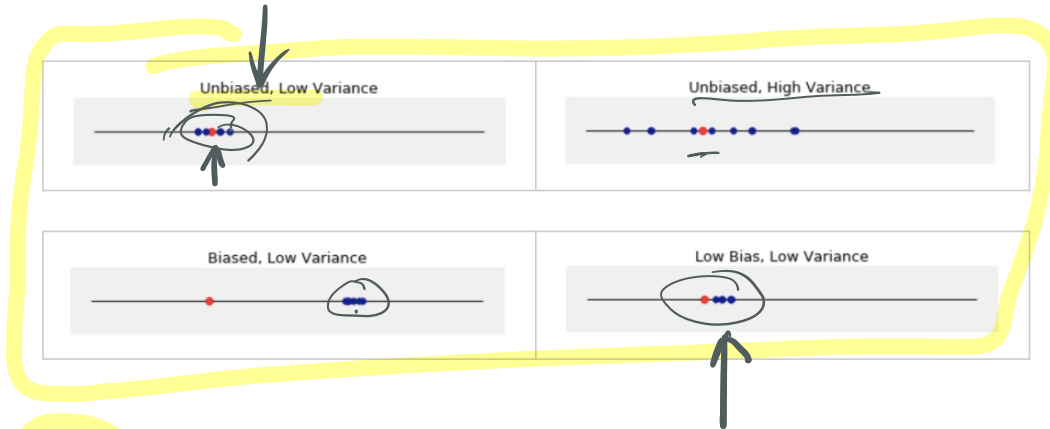 Unbiased, Low Variance
Unbiased, High Variance
Biased, Low Variance
Low Bias, Low Variance